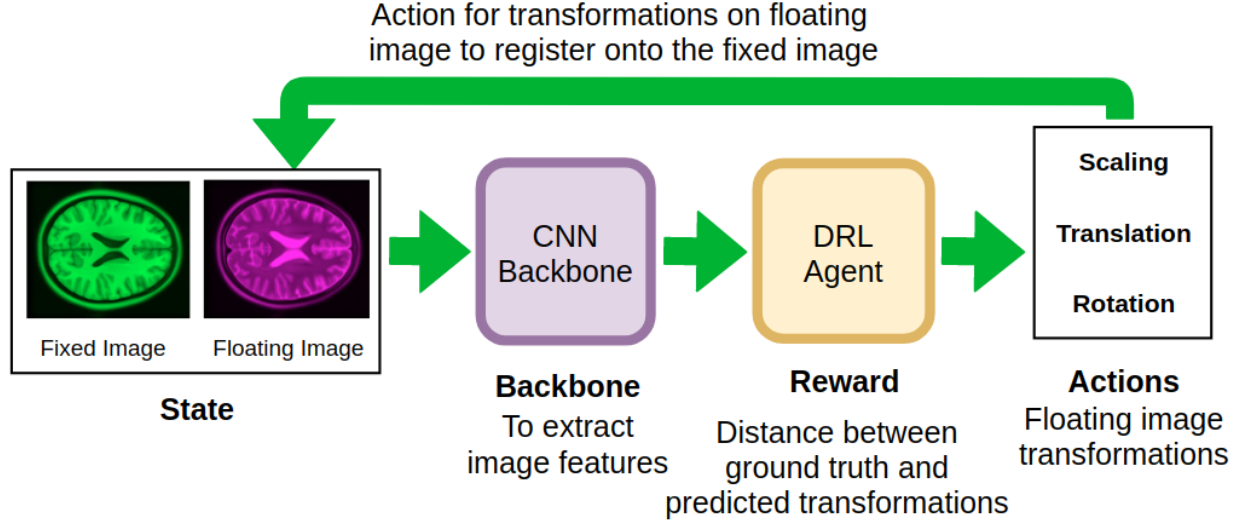 Action for transformations on floating
image to register onto the fixed image
Fixed Image
Floating Image
State
CNN
Backbone
Backbone
To extract
image features
DRL
Agent
Reward
Distance between
ground truth and
predicted transformations
Scaling
Translation
Rotation
Actions
Floating image
transformations